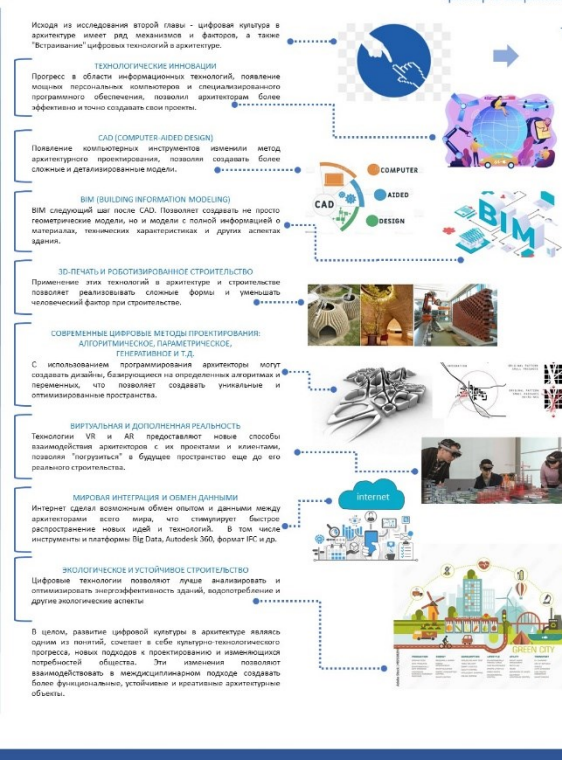 Исходя из исследования второй главы - цифровая культура в
архитектуре имеет ряд механизмов и факторов, а также
"Встраивание" цифровых технологий в архитектуре.
ТЕХНОЛОГИЧЕСКИЕ ИННОВАЦИИ
Прогресс в области информационных технологий, появление
мощных персональных компьютеров и специализированного
программного обеспечения, позволил архитекторам более
эффективно и точно создавать свои проекты.
CAD (COMPUTER-AIDED DESIGN)
Появление компьютерных инструментов изменили метод
архитектурного проектирования, позволяя создавать более
сложные и детализированные модели.
COMPUTER
CAD
AIDED
DESIGN
BIM (BUILDING INFORMATION MODELING)
BIM следующий шаг после CAD. Позволяет создавать не просто
геометрические модели, но и модели с полной информацией о
материалах, технических характеристиках и других аспектах
здания.
BIM
3D-ПЕЧАТЬ И РОБОТИЗИРОВАННОЕ СТРОИТЕЛЬСТВО
Применение этих технологий в архитектуре и строительстве
позволяет реализовывать сложные формы и уменьшать
человеческий фактор при строительстве.
СОВРЕМЕННЫЕ ЦИФРОВЫЕ МЕТОДЫ ПРОЕКТИРОВАНИЯ:
АЛГОРИТМИЧЕСКОЕ, ПАРАМЕТРИЧЕСКОЕ,
ГЕНЕРАТИВНОЕ И Т.Д.
С использованием программирования архитекторы могут
создавать дизайны, базирующиеся на определенных алгоритмах и
переменных, что позволяет создавать уникальные и
оптимизированные пространства.
ВИРТУАЛЬНАЯ И ДОПОЛНЕННАЯ РЕАЛЬНОСТЬ
Технологии VR и AR предоставляют новые способы
взаимодействия архитекторов с их проектами и клиентами,
позволяя "погрузиться" в будущее пространство еще до его
реального строительства.
МИРОВАЯ ИНТЕГРАЦИЯ И ОБМЕН ДАННЫМИ
Интернет сделал возможным обмен опытом и данными между
архитекторами всего мира, что стимулирует быстрое
распространение новых идей и технологий. В том числе
инструменты и платформы Big Data, Autodesk 360, формат IFC и др.
internet
ЭКОЛОГИЧЕСКОЕ И УСТОЙЧИВОЕ СТРОИТЕЛЬСТВО
Цифровые технологии позволяют лучше анализировать и
оптимизировать энергоэффективность зданий, водопотребление и
другие экологические аспекты
GREEN CITY
В целом, развитие цифровой культуры в архитектуре являясь
одним из понятий, сочетает в себе культурно-технологического
прогресса, новых подходов к проектированию и изменяющихся
потребностей общества. Эти изменения позволяют
взаимодействовать в междисциплинарном подходе создавать
более функциональные, устойчивые и креативные архитектурные
объекты.